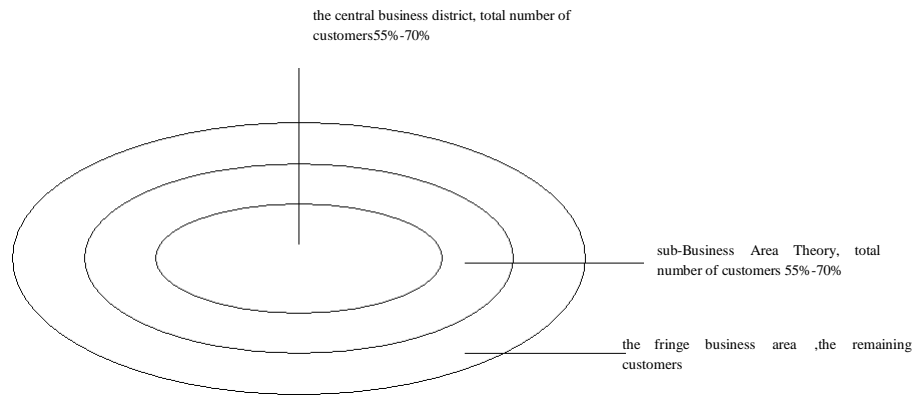 the central business district, total number of
customers55%-70%
sub-Business Area Theory, total
number of customers 55%-70%
the fringe business area ,the remaining
customers